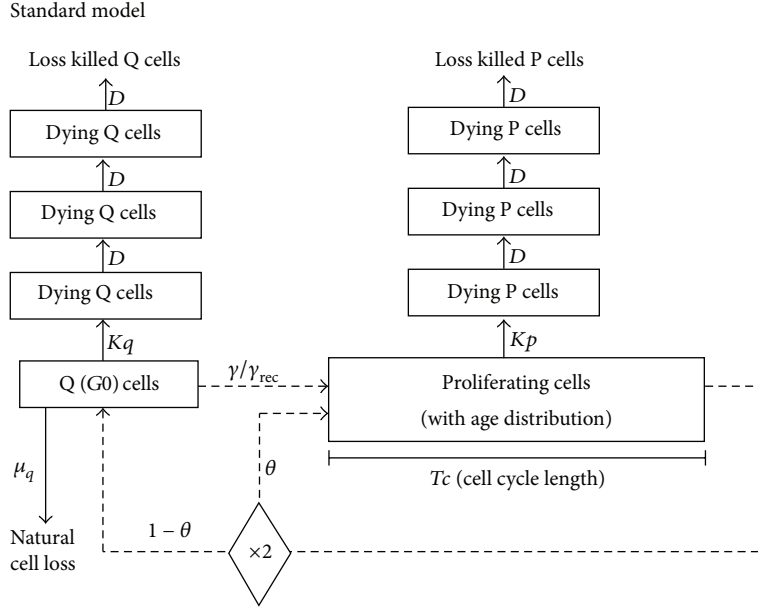 Standard model
Loss killed Q cells
Loss killed P cells
D
D
Dying Q cells
Dying P cells
D
D
Dying Q cells
Dying P cells
D
D
Dying Q cells
Dying P cells
Kq
Kp
Q (G0) cells
γ/γrec
Proliferating cells
(with age distribution)
μq
θ
Tc (cell cycle length)
1 − θ
×2
Natural
cell loss